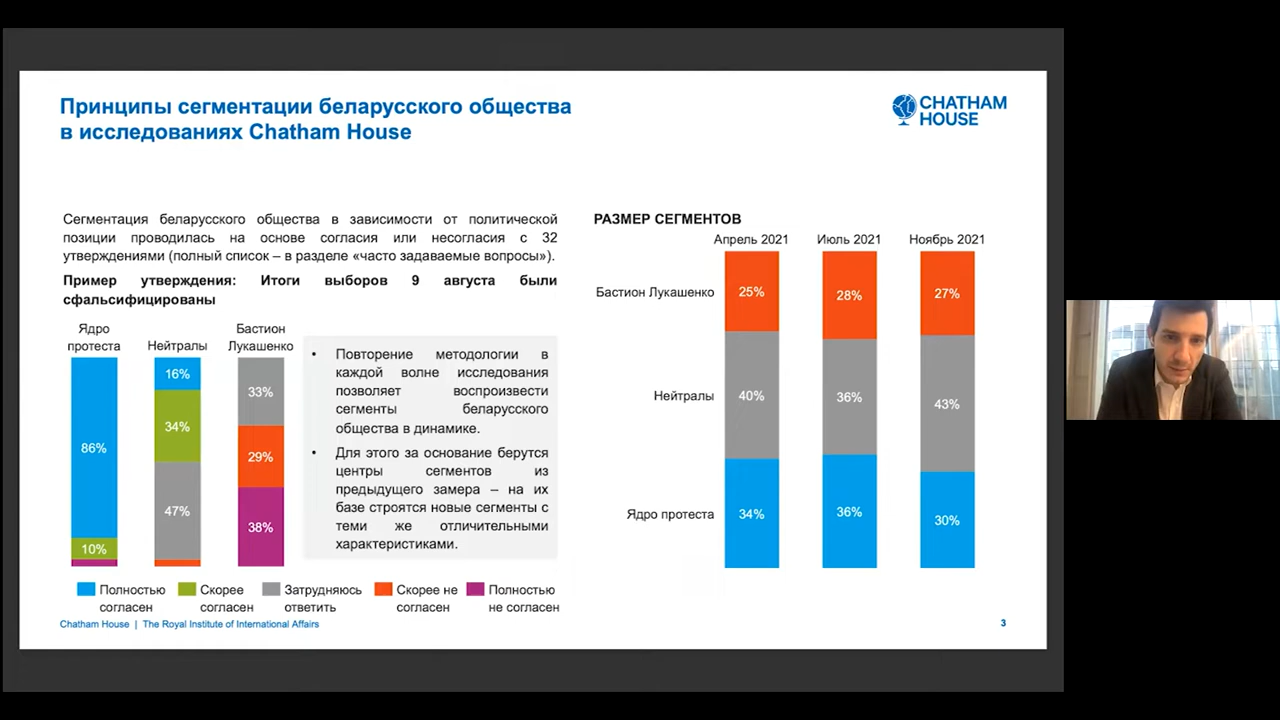 Принципы сегментации беларусского общества
в исследованиях Chatham House
CHATHAM
HOUSE
Сегментация беларусского общества в зависимости от политической
позиции проводилась на основе согласия или несогласия с 32
утверждениями (полный список – в разделе «часто задаваемые вопросы»).
Пример утверждения: Итоги выборов 9 августа были
сфальсифицированы
Ядро
протеста
Нейтралы
Бастион
Лукашенко
86%
10%
16%
34%
47%
33%
29%
38%
• Повторение методологии в
каждой волне исследования
позволяет воспроизвести
сегменты беларусского
общества в динамике.
• Для этого за основание берутся
центры сегментов из
предыдущего замера – на их
базе строятся новые сегменты с
теми же отличительными
характеристиками.
Полностью
согласен
Скорее
согласен
Затрудняюсь
ответить
Скорее не
согласен
Полностью
не согласен
РАЗМЕР СЕГМЕНТОВ
Апрель 2021 Июль 2021 Ноябрь 2021
Бастион Лукашенко 25% 28% 27%
Нейтралы 40% 36% 43%
Ядро протеста 34% 36% 30%
Chatham House | The Royal Institute of International Affairs
3